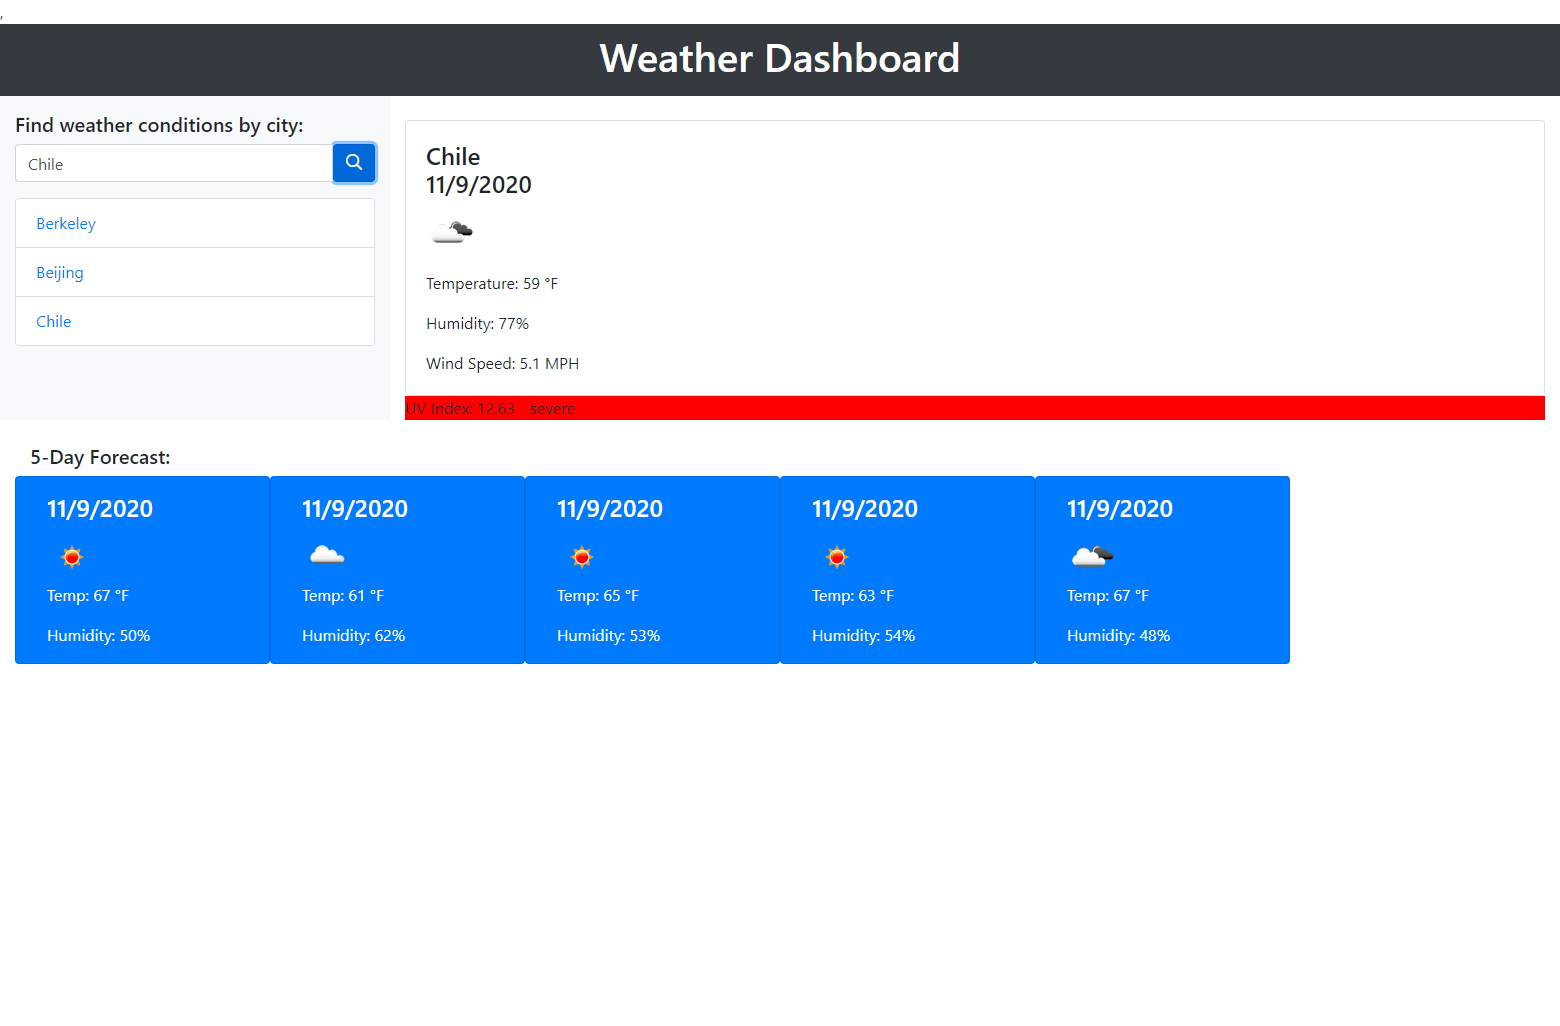 ,
Weather Dashboard
Find weather conditions by city:
Chile
Berkeley
Beijing
Chile
Chile
11/9/2020
Temperature: 59 °F
Humidity: 77%
Wind Speed: 5.1 MPH
UV Index: 12.63 - severe
5-Day Forecast:
11/9/2020
Temp: 67 °F
Humidity: 50%
11/9/2020
Temp: 61 °F
Humidity: 62%
11/9/2020
Temp: 65 °F
Humidity: 53%
11/9/2020
Temp: 63 °F
Humidity: 54%
11/9/2020
Temp: 67 °F
Humidity: 48%